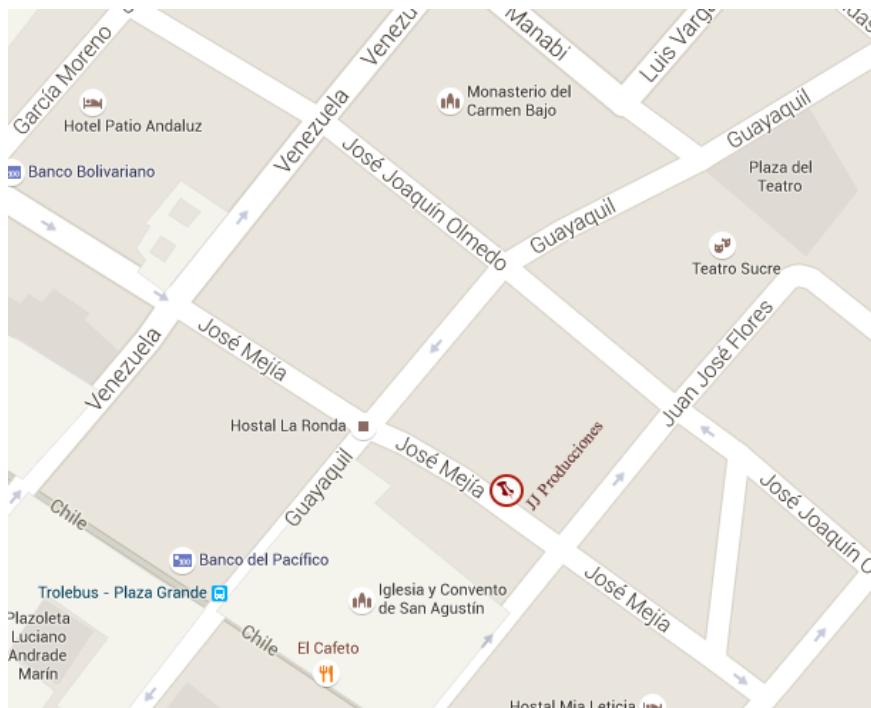 García Moreno
Venezuela
Manabi
Luis Varg
das
Hotel Patio Andaluz
Monasterio del
Carmen Bajo
Venezuela
Guayaquil
Banco Bolivariano
José Joaquín Olmedo
Plaza del
Teatro
Guayaquil
Teatro Sucre
Venezuela
José Mejía
Juan José Flores
Hostal La Ronda
José Mejía
JJ Producciones
Guayaquil
Chile
José Joaquín O
Banco del Pacífico
Trolebus - Plaza Grande
José Mejía
Iglesia y Convento
de San Agustín
Plazoleta
Luciano
Andrade
Marín
Chile
El Cafeto
Hostal Mia Leticia